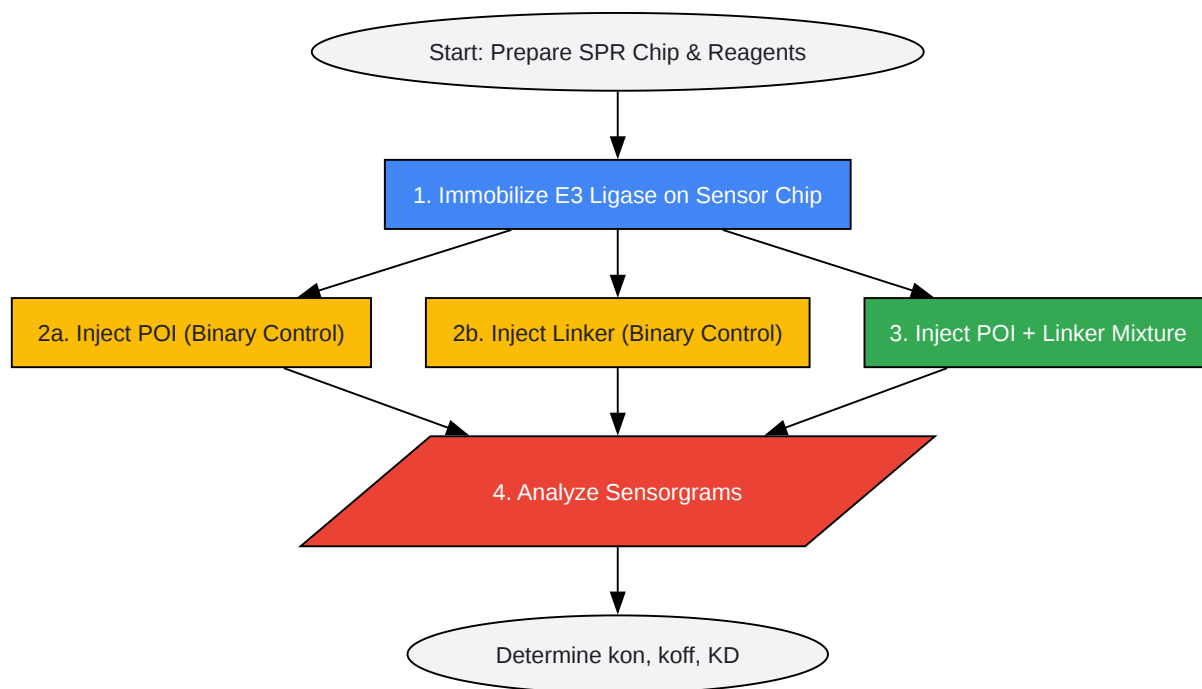 Start: Prepare SPR Chip & Reagents
1. Immobilize E3 Ligase on Sensor Chip
2a. Inject POI (Binary Control)
2b. Inject Linker (Binary Control)
3. Inject POI + Linker Mixture
4. Analyze Sensorgrams
Determine kon, koff, KD